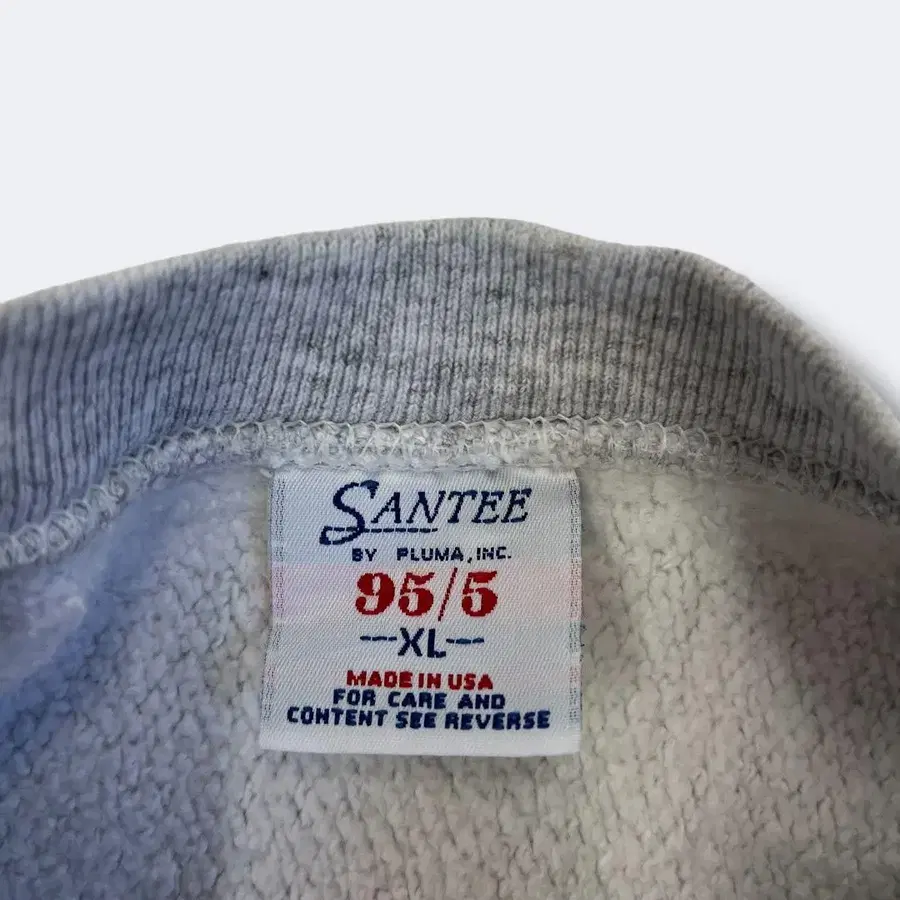 SANTEE
BY PLUMA, INC.
95/5
--XL--
MADE IN USA
FOR CARE AND
CONTENT SEE REVERSE